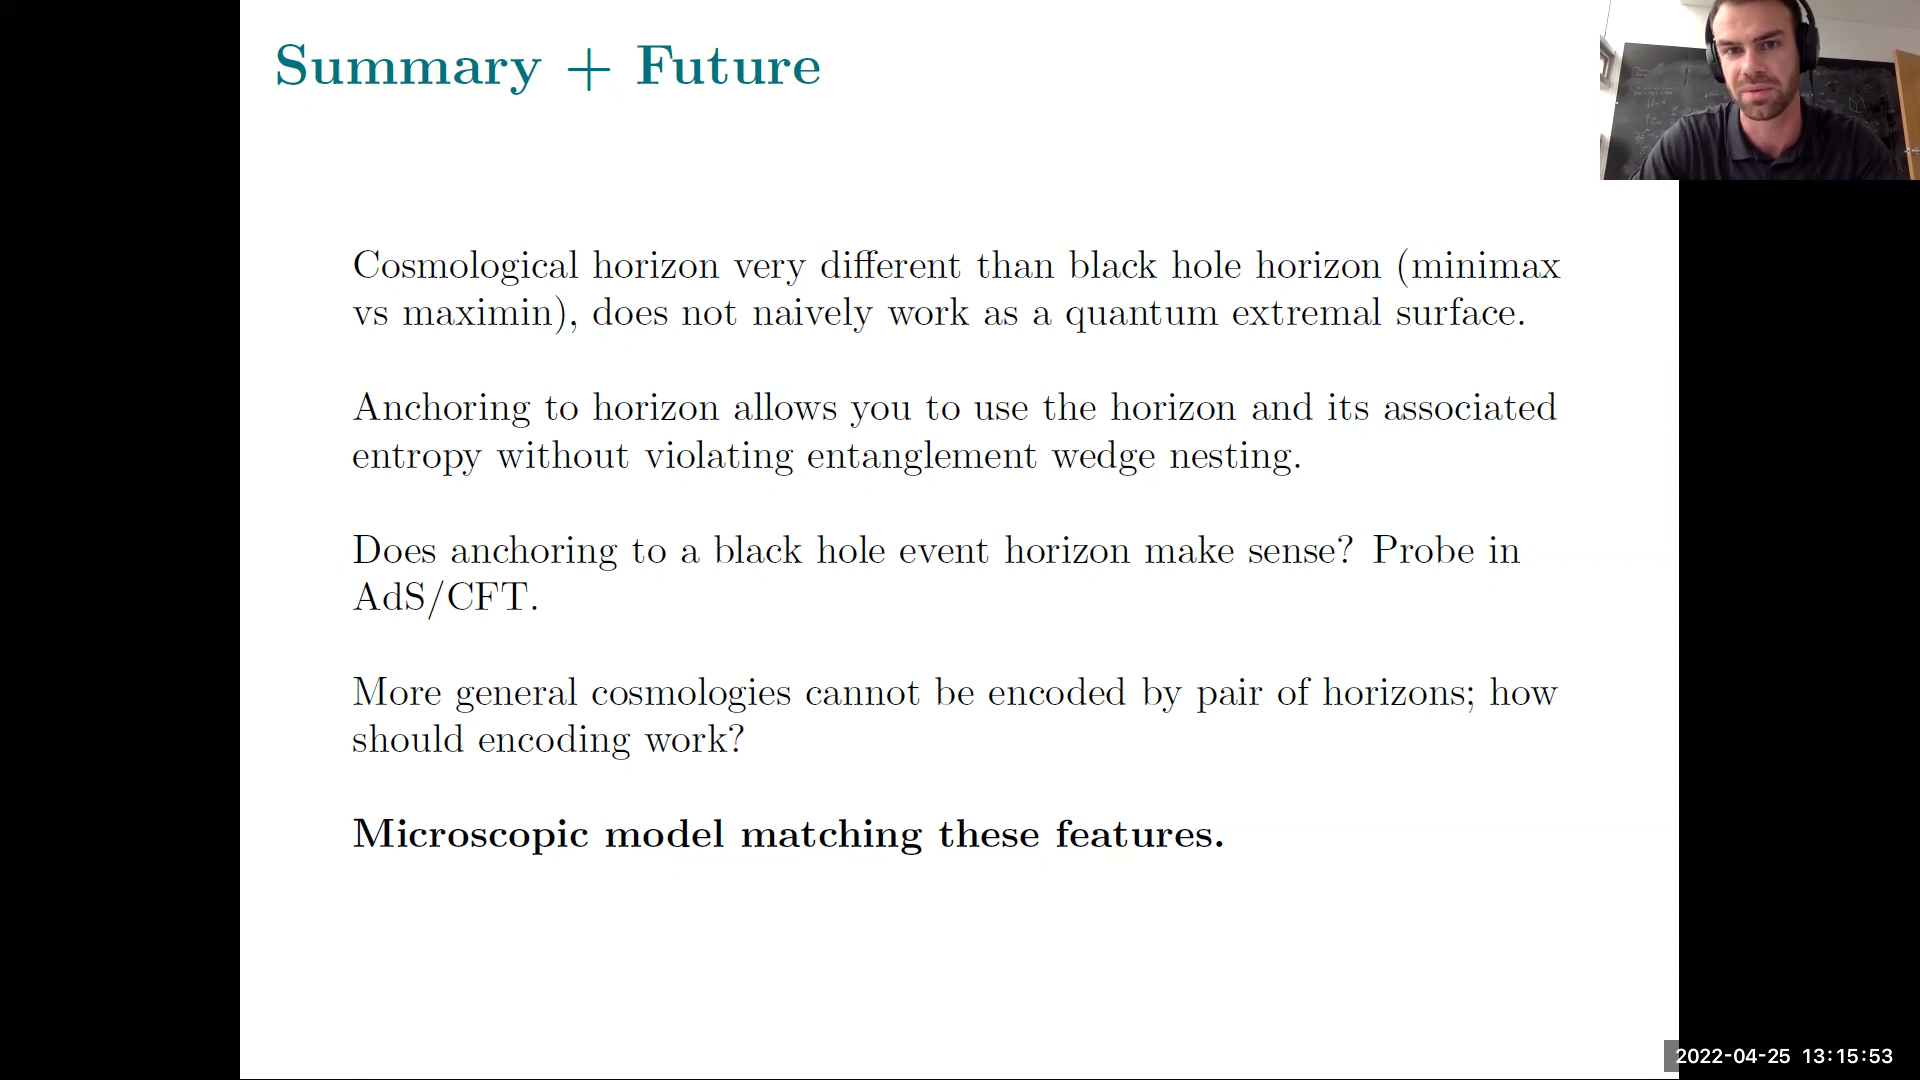 Summary + Future
Cosmological horizon very different than black hole horizon (minimax
vs maximin), does not naively work as a quantum extremal surface.
Anchoring to horizon allows you to use the horizon and its associated
entropy without violating entanglement wedge nesting.
Does anchoring to a black hole event horizon make sense? Probe in
AdS/CFT.
More general cosmologies cannot be encoded by pair of horizons; how
should encoding work?
Microscopic model matching these features.
2022-04-25 13:15:53